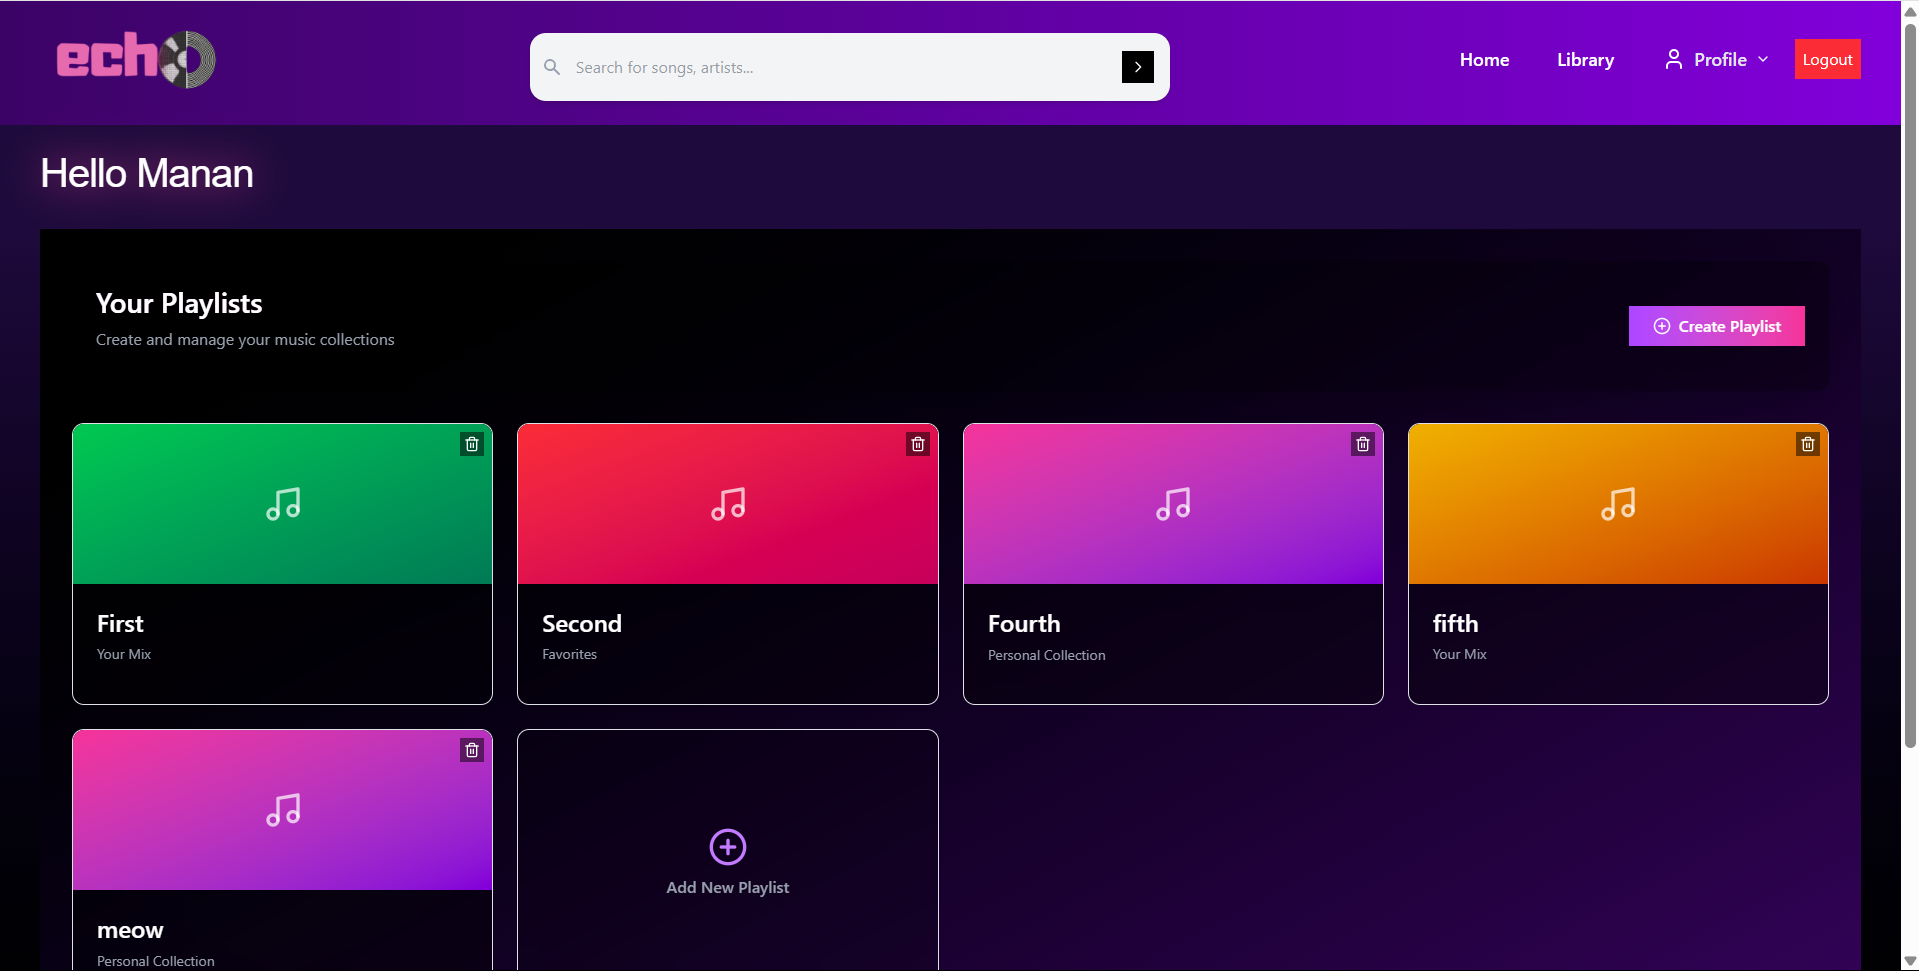 echo
Search for songs, artists...
Home
Library
Profile
Logout
Hello Manan
Your Playlists
Create and manage your music collections
Create Playlist
First
Your Mix
Second
Favorites
Fourth
Personal Collection
fifth
Your Mix
meow
Personal Collection
Add New Playlist